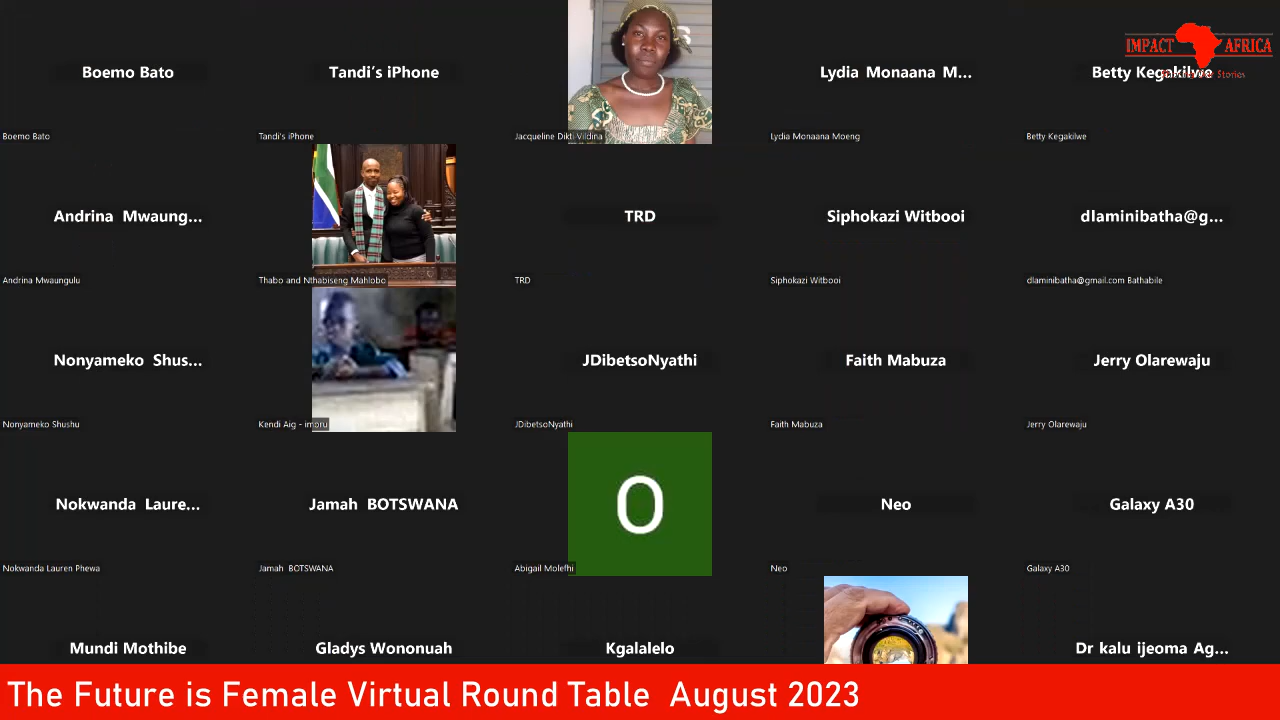 Boemo Bato
Tandi's iPhone
Lydia Monaana M...
Betty Kegakilwe
IMPACT AFRICA
Boemo Bato
Tandi's iPhone
Jacqueline Dikti Vildina
Lydia Monaana Moeng
Betty Kegakilwe
Andrina Mwaung...
TRD
Siphokazi Witbooi
dlaminibatha@g...
Andrina Mwaungulu
Thabo and Nthabiseng Mahlobo
TRD
Siphokazi Witbooi
dlaminibatha@gmail.com Bathabile
Nonyameko Shus...
JDibetsoNyathi
Faith Mabuza
Jerry Olarewaju
Nonyameko Shushu
Kendi Aig - imoru
JDibetsoNyathi
Faith Mabuza
Jerry Olarewaju
Nokwanda Laure...
Jamah BOTSWANA
O
Neo
Galaxy A30
Nokwanda Lauren Phewa
Jamah BOTSWANA
Abigail Molefhi
Neo
Galaxy A30
Mundi Mothibe
Gladys Wononuah
Kgalalelo
Dr kalu ijeoma Ag...
The Future is Female Virtual Round Table August 2023